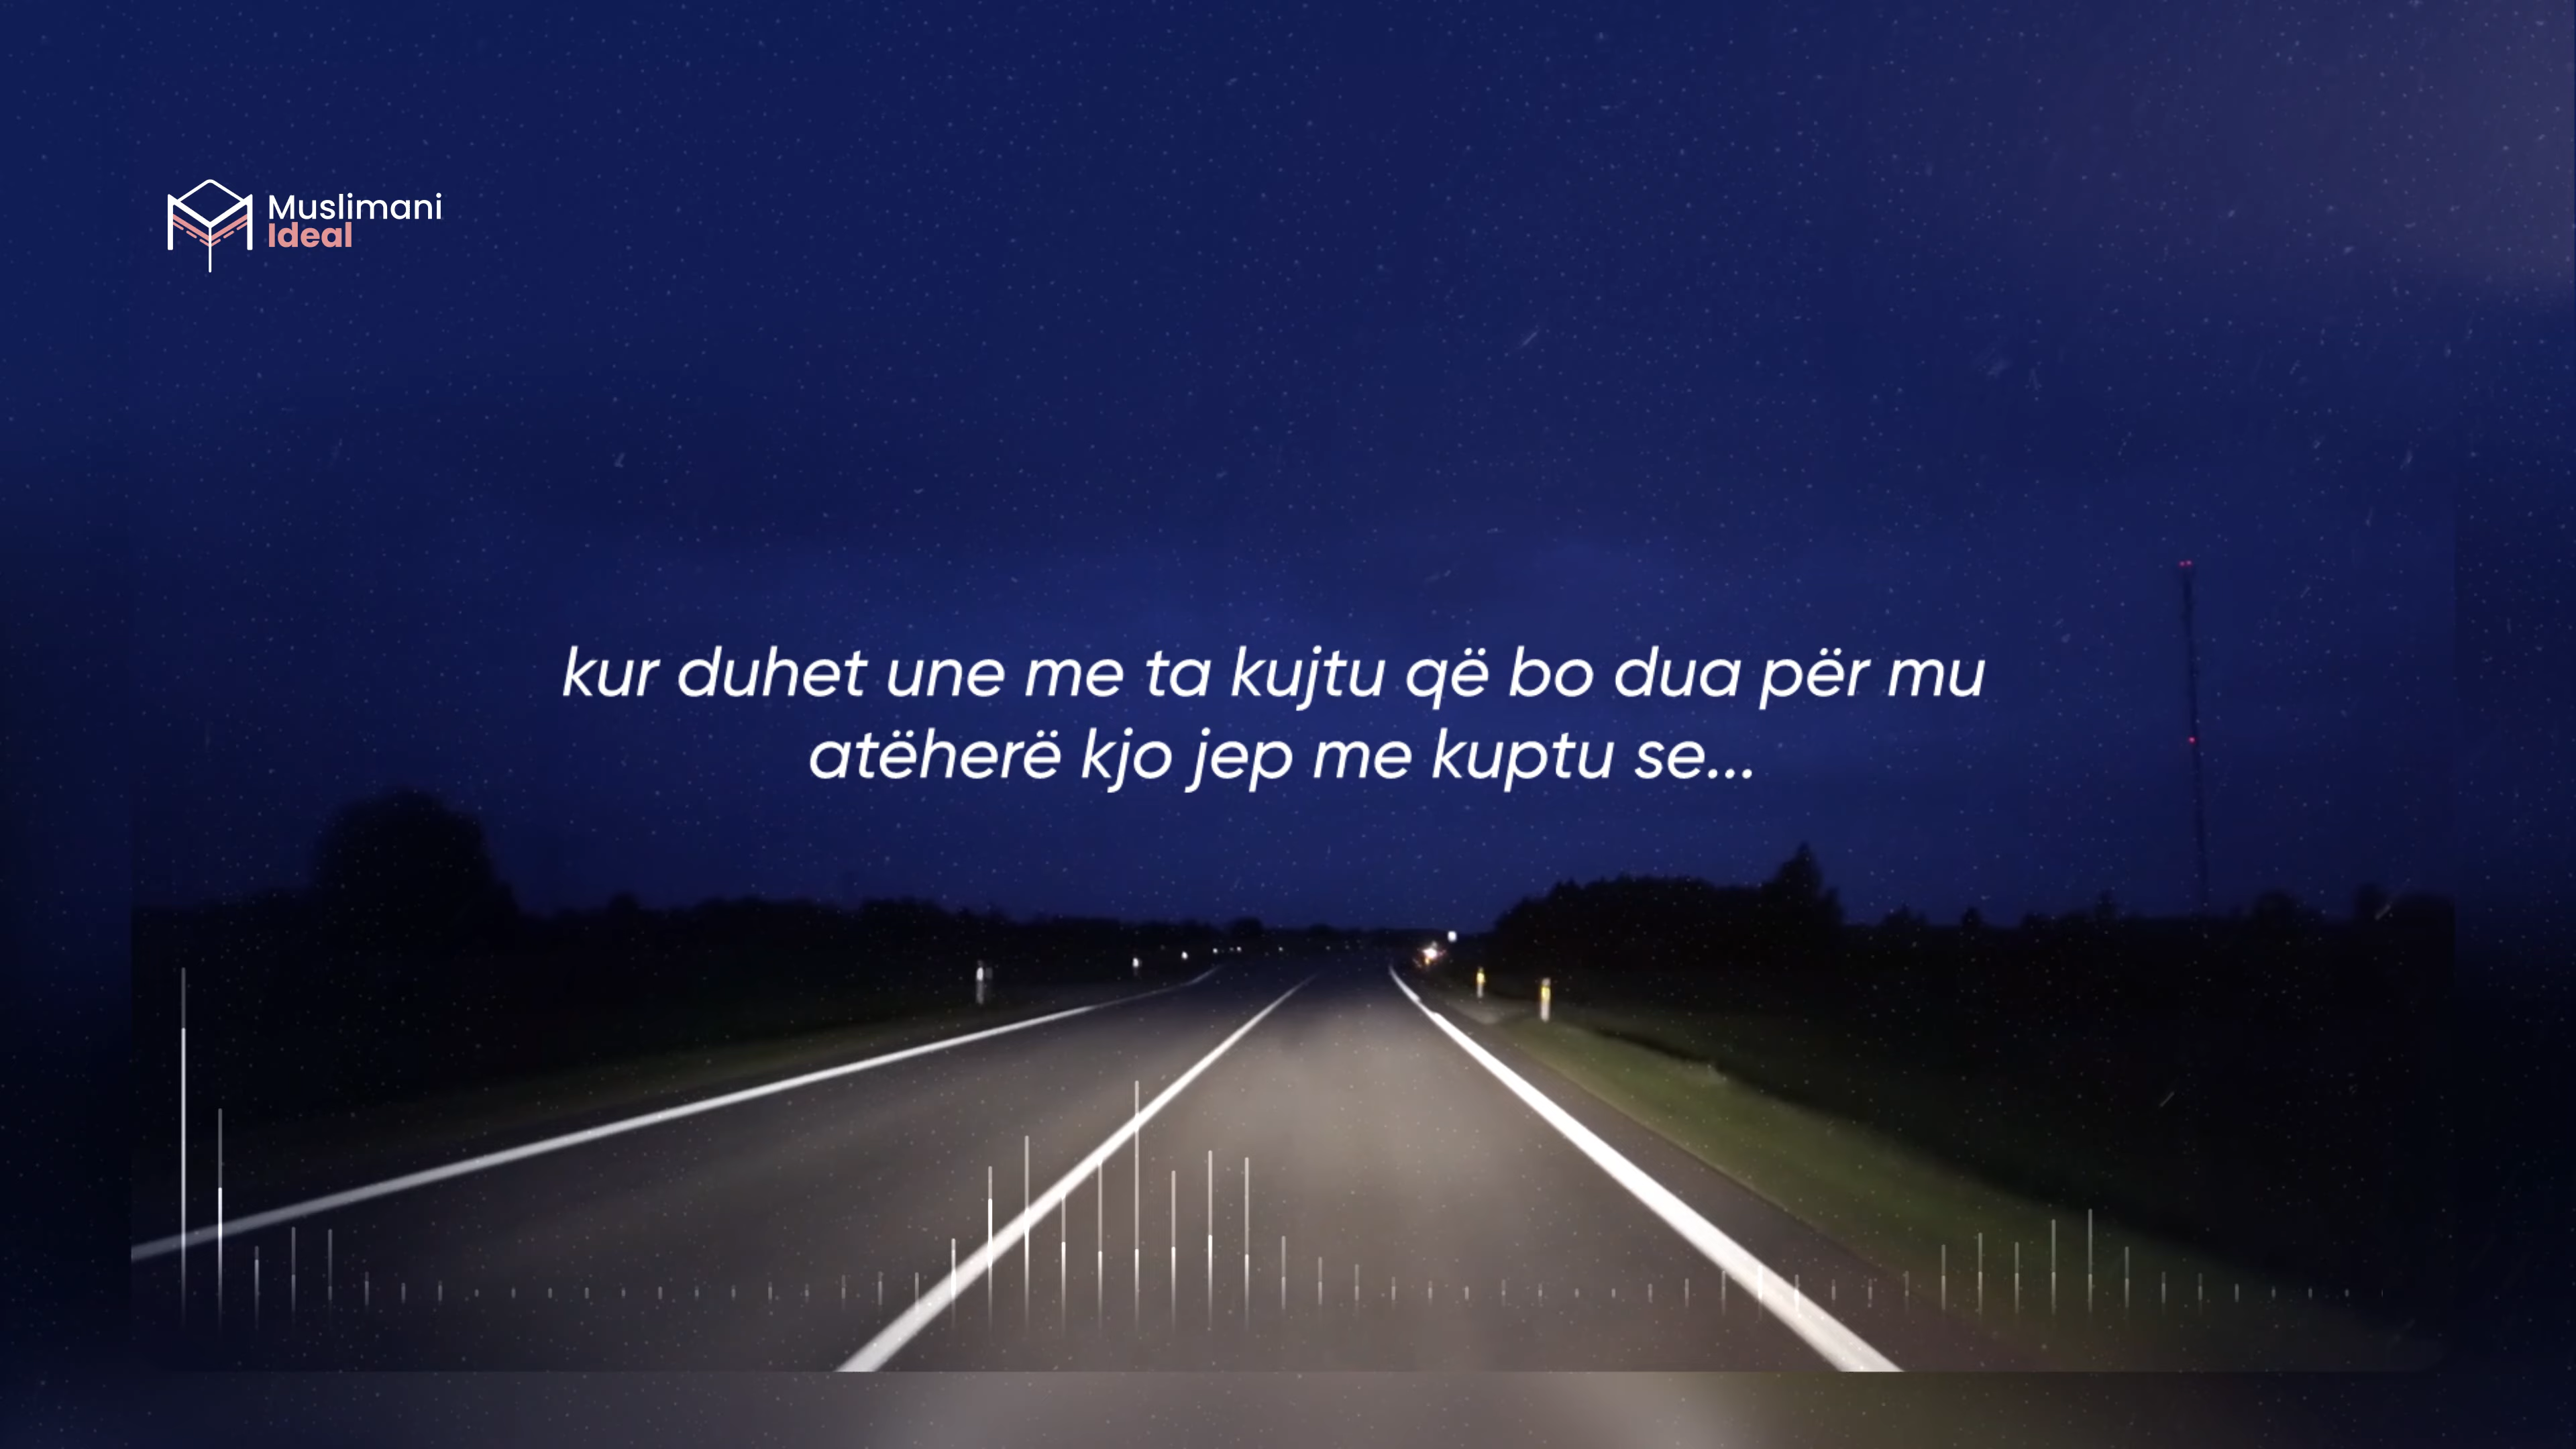 Muslimani
Ideal
kur duhet une me ta kujtu që bo dua për mu
atëherë kjo jep me kuptu se...